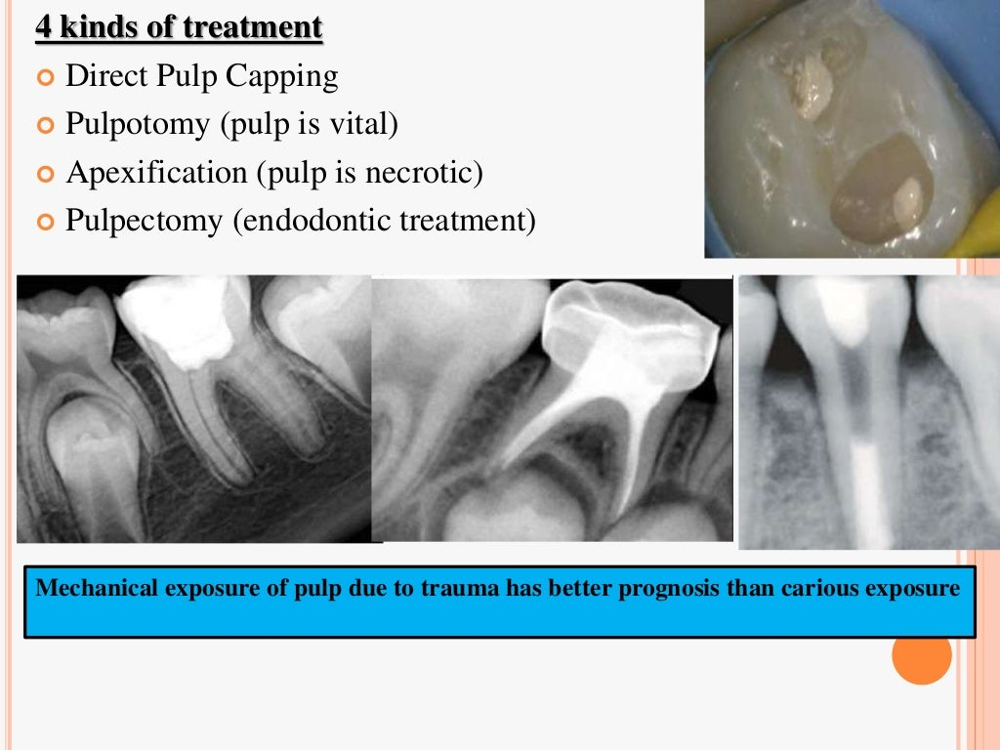 4 kinds of treatment
Direct Pulp Capping
Pulpotomy (pulp is vital)
Apexification (pulp is necrotic)
Pulpectomy (endodontic treatment)
Mechanical exposure of pulp due to trauma has better prognosis than carious exposure